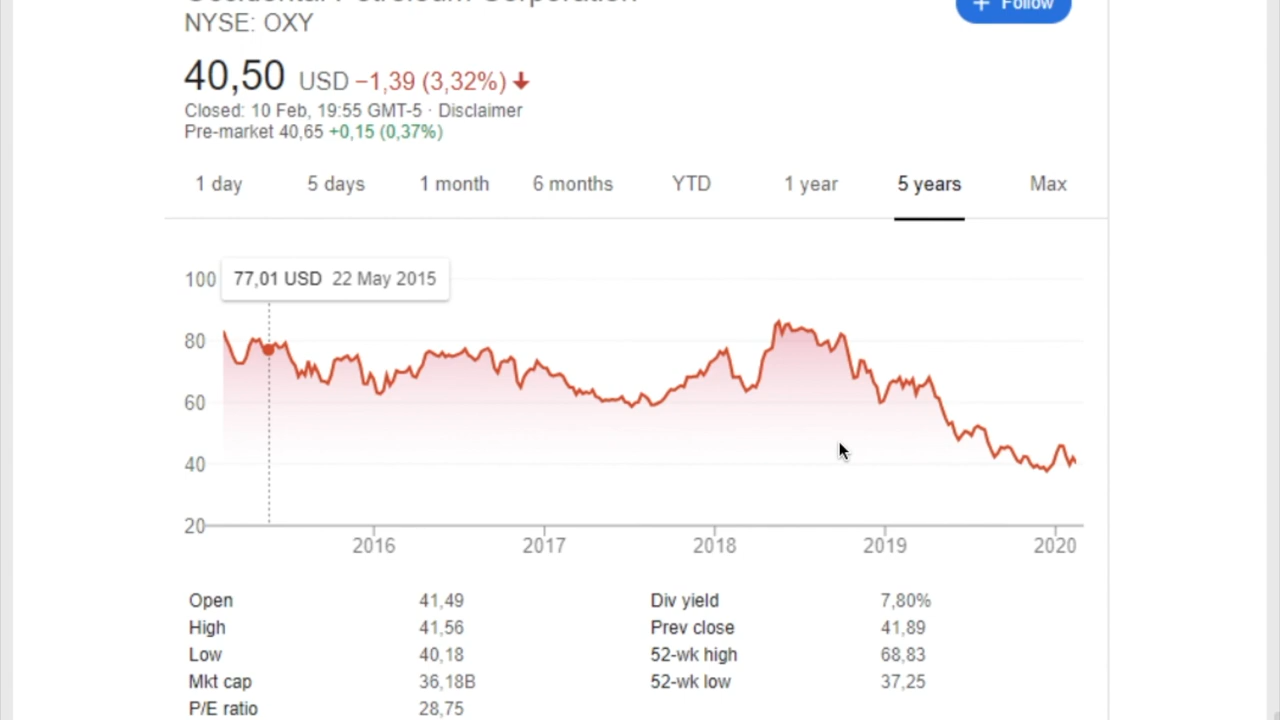 Occidental Petroleum Corporation
+ Follow
NYSE: OXY
40,50 USD −1,39 (3,32%)
Closed: 10 Feb, 19:55 GMT-5 · Disclaimer
Pre-market 40,65 +0,15 (0,37%)
1 day 5 days 1 month 6 months YTD 1 year 5 years Max
77,01 USD 22 May 2015
100
80
60
40
20
2016 2017 2018 2019 2020
Open 41,49 Div yield 7,80%
High 41,56 Prev close 41,89
Low 40,18 52-wk high 68,83
Mkt cap 36,18B 52-wk low 37,25
P/E ratio 28,75